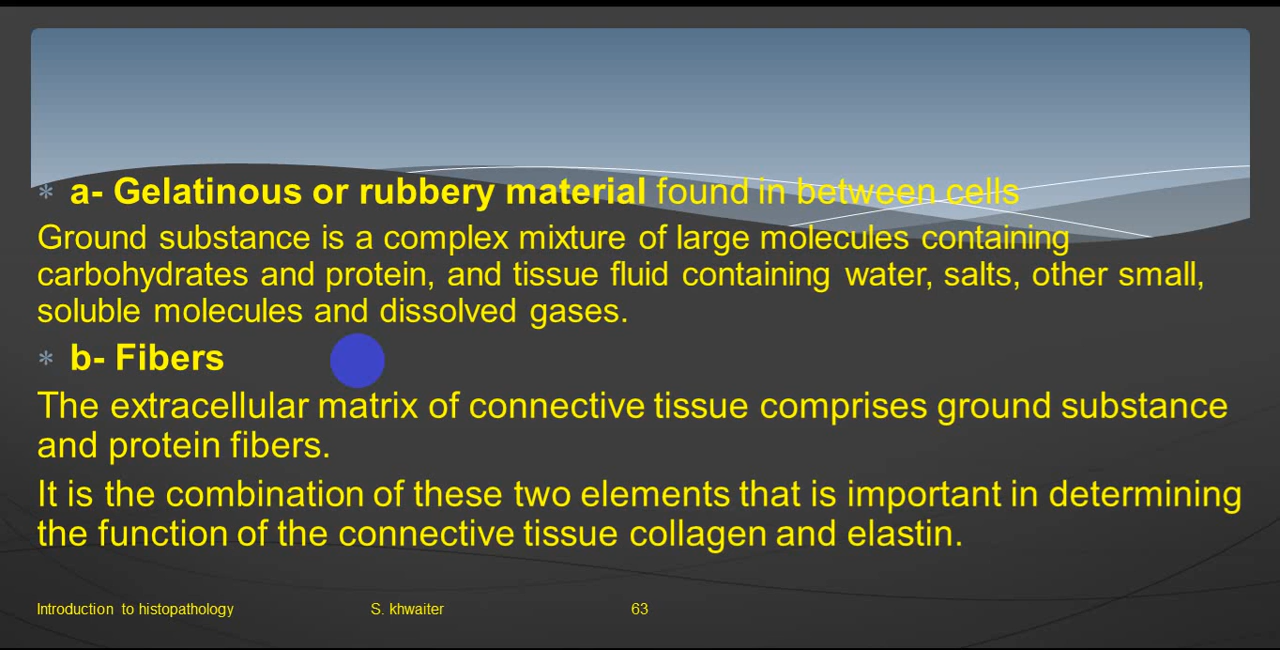 * a- Gelatinous or rubbery material found in between cells
Ground substance is a complex mixture of large molecules containing
carbohydrates and protein, and tissue fluid containing water, salts, other small,
soluble molecules and dissolved gases.
* b- Fibers
The extracellular matrix of connective tissue comprises ground substance
and protein fibers.
It is the combination of these two elements that is important in determining
the function of the connective tissue collagen and elastin.
Introduction to histopathology S. khwaiter 63